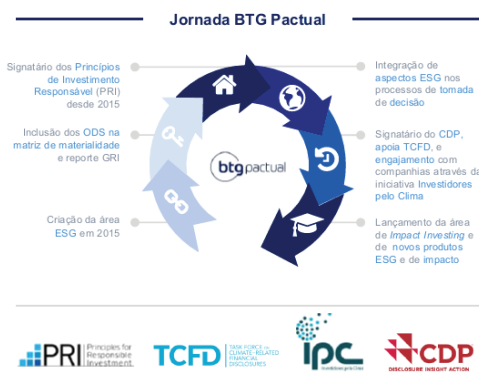 Jornada BTG Pactual
Signatário dos Princípios
de Investimento
Responsável (PRI)
desde 2015
Inclusão dos ODS na
matriz de materialidade
e reporte GRI
Criação da área
ESG em 2015
btgpactual
Integração de
aspectos ESG nos
processos de tomada
de decisão
Signatário do CDP,
apoia TCFD, e
engajamento com
companhias através da
iniciativa Investidores
pelo Clima
Lançamento da área
de Impact Investing e
de novos produtos
ESG e de impacto
PRI
Principles for
Responsible
Investment
TCFD
TASK FORCE ON
CLIMATE-RELATED
FINANCIAL
DISCLOSURES
ipc
Investidores pelo Clima
CDP
DISCLOSURE INSIGHT ACTION